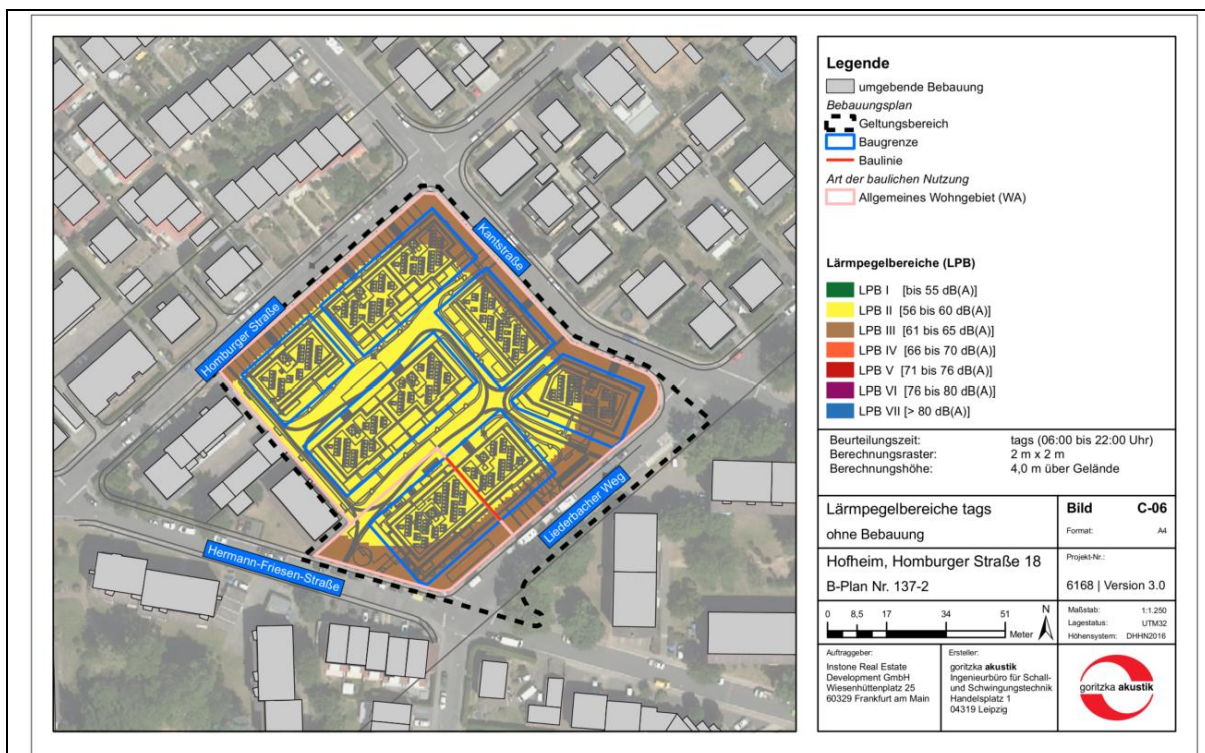 Kantstraße
Homburger Straße
Liederbacher Weg
Hermann-Friesen-Straße
Legende
umgebende Bebauung
Bebauungsplan
Geltungsbereich
Baugrenze
Baulinie
Art der baulichen Nutzung
Allgemeines Wohngebiet (WA)
Lärmpegelbereiche (LPB)
LPB I [bis 55 dB(A)]
LPB II [56 bis 60 dB(A)]
LPB III [61 bis 65 dB(A)]
LPB IV [66 bis 70 dB(A)]
LPB V [71 bis 76 dB(A)]
LPB VI [76 bis 80 dB(A)]
LPB VII [> 80 dB(A)]
Beurteilungszeit: tags (06:00 bis 22:00 Uhr)
Berechnungsraster: 2 m x 2 m
Berechnungshöhe: 4,0 m über Gelände
Lärmpegelbereiche tags
ohne Bebauung
Bild C-06
Format: A4
Hofheim, Homburger Straße 18
B-Plan Nr. 137-2
Projekt-Nr.:
6168 | Version 3.0
0 8,5 17 34 51
Meter
N
Maßstab: 1:1.250
Lagestatus: UTM32
Höhensystem: DHHN2016
Auftraggeber:
Instone Real Estate
Development GmbH
Wiesenhüttenplatz 25
60329 Frankfurt am Main
Ersteller:
goritzka akustik
Ingenieurbüro für Schall-
und Schwingungstechnik
Handelsplatz 1
04319 Leipzig
goritzka akustik